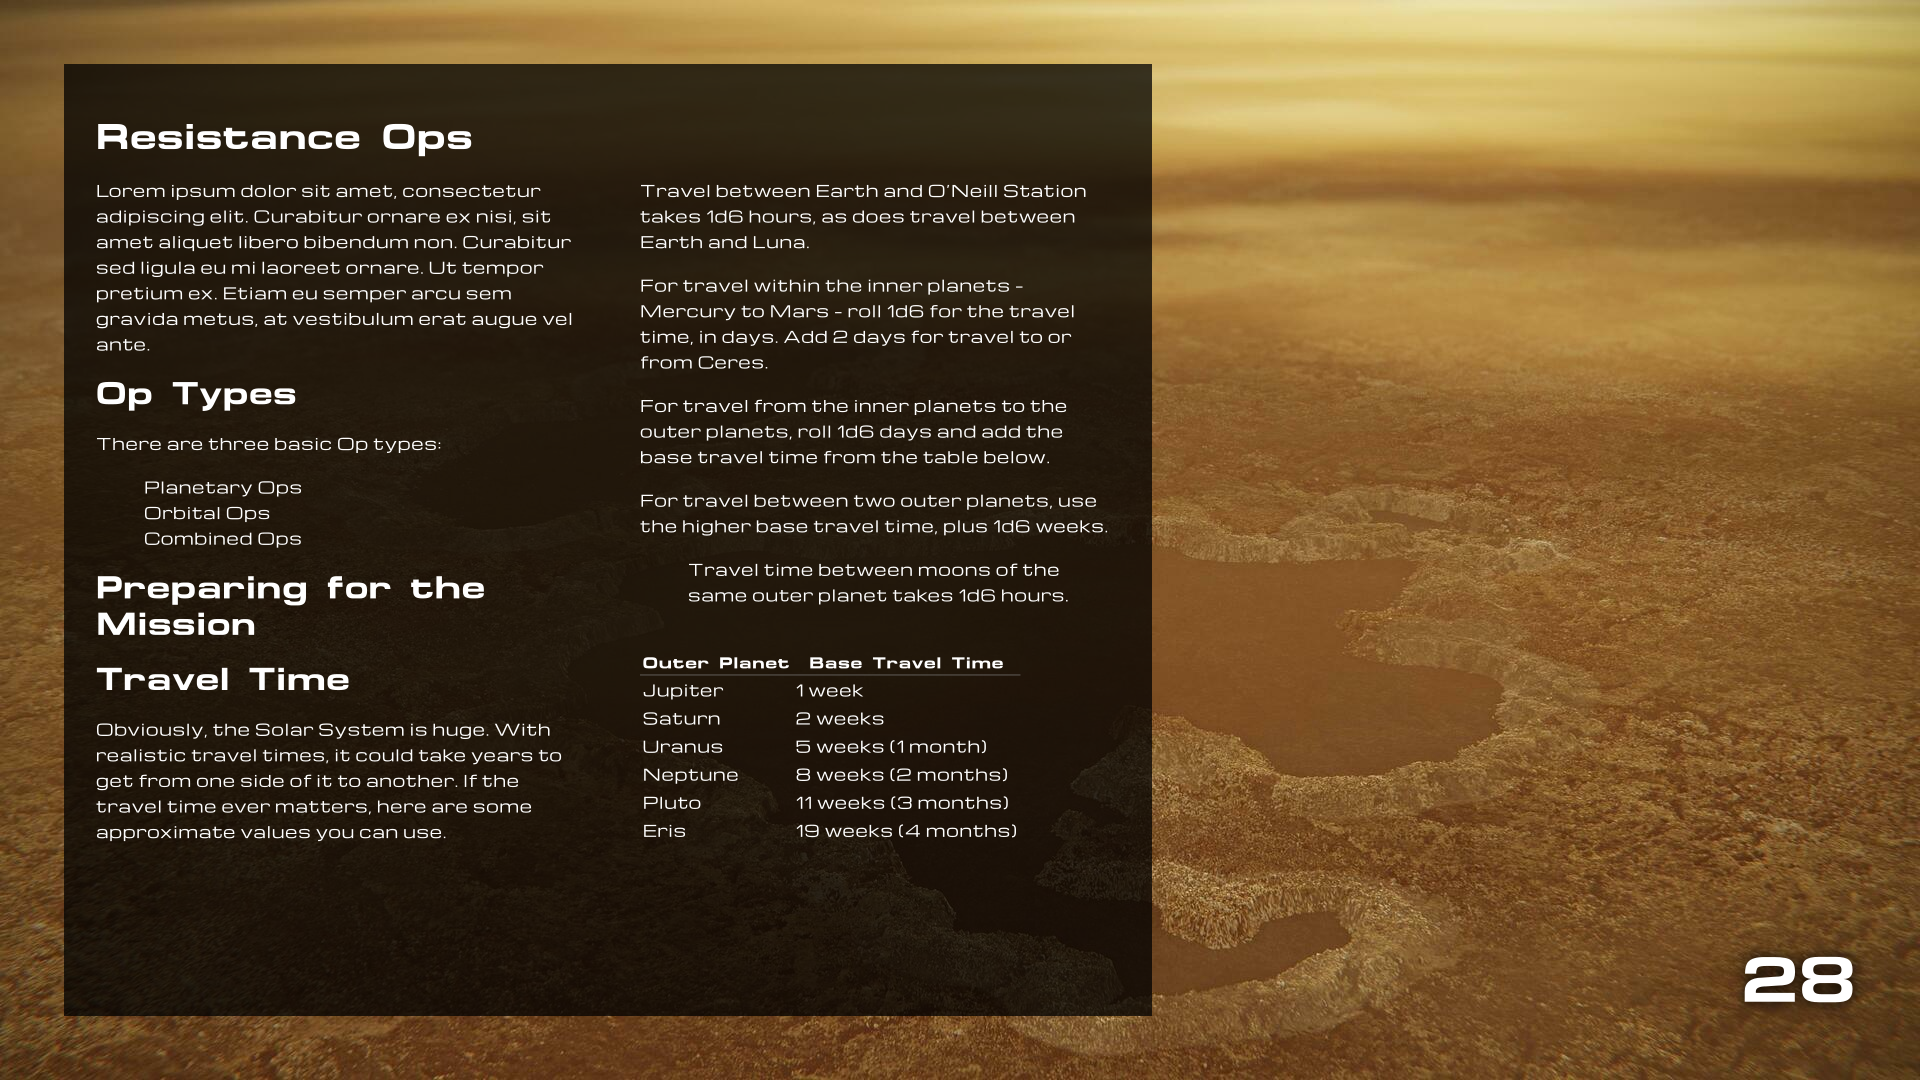 Resistance Ops
Lorem ipsum dolor sit amet, consectetur
adipiscing elit. Curabitur ornare ex nisi, sit
amet aliquet libero bibendum non. Curabitur
sed ligula eu mi laoreet ornare. Ut tempor
pretium ex. Etiam eu semper arcu sem
gravida metus, at vestibulum erat augue vel
ante.
Op Types
There are three basic Op types:
Planetary Ops
Orbital Ops
Combined Ops
Preparing for the
Mission
Travel Time
Obviously, the Solar System is huge. With
realistic travel times, it could take years to
get from one side of it to another. If the
travel time ever matters, here are some
approximate values you can use.
Travel between Earth and O'Neill Station
takes 1d6 hours, as does travel between
Earth and Luna.
For travel within the inner planets -
Mercury to Mars - roll 1d6 for the travel
time, in days. Add 2 days for travel to or
from Ceres.
For travel from the inner planets to the
outer planets, roll 1d6 days and add the
base travel time from the table below.
For travel between two outer planets, use
the higher base travel time, plus 1d6 weeks.
Travel time between moons of the
same outer planet takes 1d6 hours.
Outer Planet Base Travel Time
Jupiter 1 week
Saturn 2 weeks
Uranus 5 weeks (1 month)
Neptune 8 weeks (2 months)
Pluto 11 weeks (3 months)
Eris 19 weeks (4 months)
28